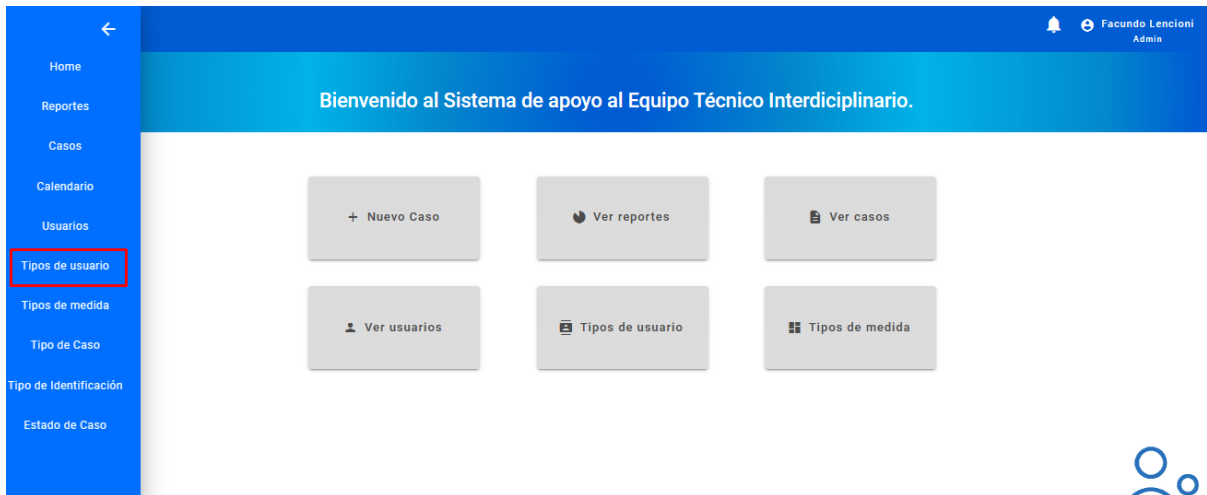 Facundo Lencioni
Admin
Home
Reportes
Casos
Calendario
Usuarios
Tipos de usuario
Tipos de medida
Tipo de Caso
Tipo de Identificación
Estado de Caso
Bienvenido al Sistema de apoyo al Equipo Técnico Interdiciplinario.
+ Nuevo Caso
Ver reportes
Ver casos
Ver usuarios
Tipos de usuario
Tipos de medida